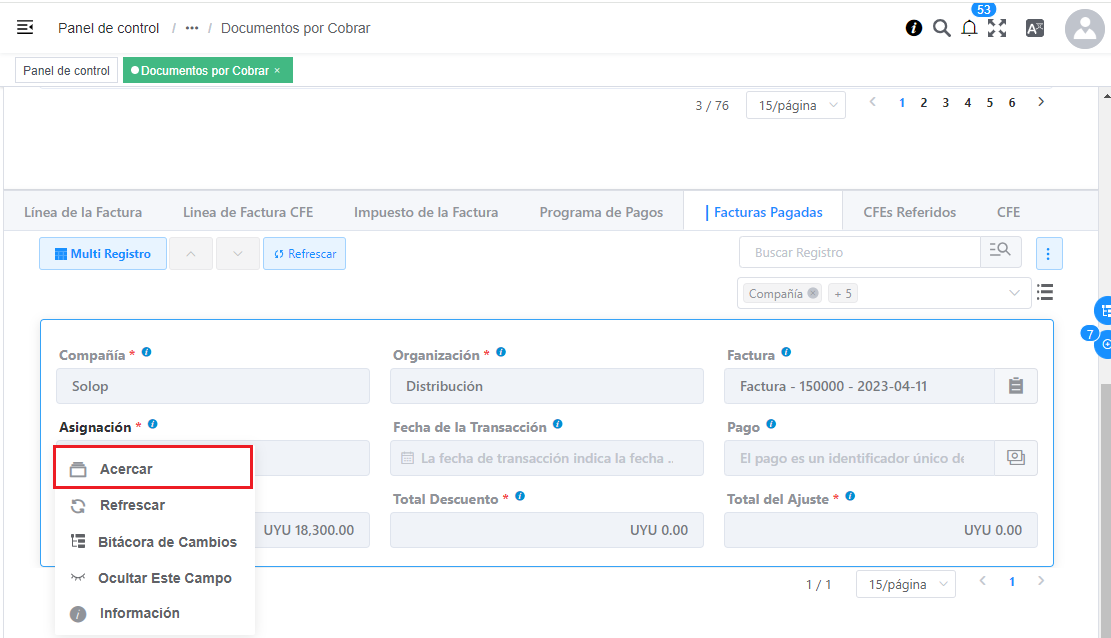 53
Panel de control / ··· / Documentos por Cobrar
Panel de control
Documentos por Cobrar ×
3 / 76
15/página
1 2 3 4 5 6
Línea de la Factura
Linea de Factura CFE
Impuesto de la Factura
Programa de Pagos
Facturas Pagadas
CFEs Referidos
CFE
Multi Registro
Refrescar
Buscar Registro
Compañía
+ 5
7
Compañía *
Organización *
Factura
Solop
Distribución
Factura - 150000 - 2023-04-11
Asignación *
Fecha de la Transacción
Pago
La fecha de transacción indica la fecha ..
El pago es un identificador único de
Total Descuento *
Total del Ajuste *
UYU 18,300.00
UYU 0.00
UYU 0.00
Acercar
Refrescar
Bitácora de Cambios
Ocultar Este Campo
Información
1 / 1
15/página
1